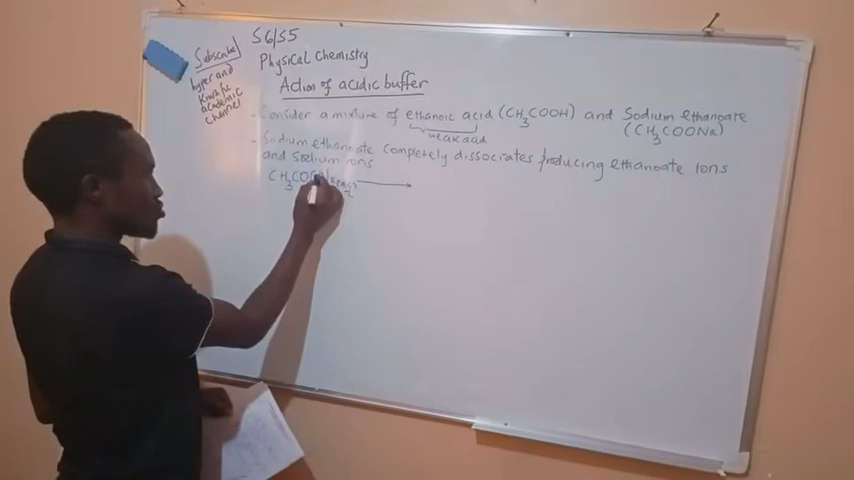 S6/S5
Subscribe
hyper and
academic
channel
Physical Chemistry
Action of acidic buffer
- Consider a mixture of ethanoic acid (CH3COOH) and Sodium ethanoate
weak acid
(CH3COONa)
- Sodium ethanoate completely dissociates producing ethanoate Ions
and Sodium ions
CH3COO